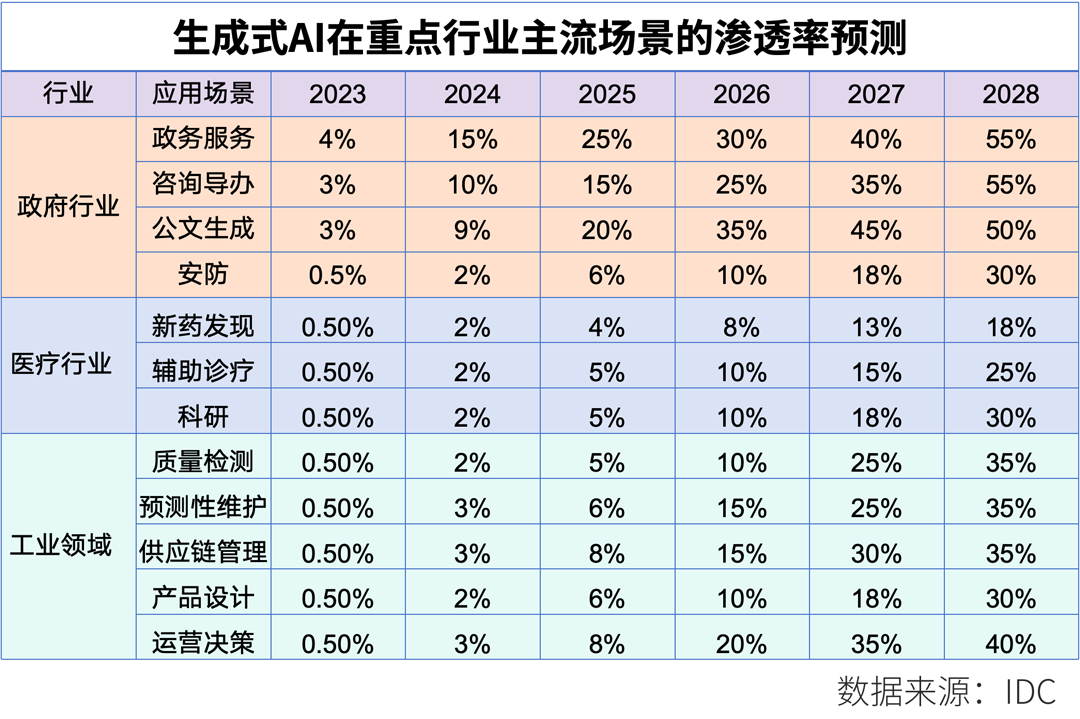 生成式AI在重点行业主流场景的渗透率预测
行业 应用场景 2023 2024 2025 2026 2027 2028
政府行业
政务服务 4% 15% 25% 30% 40% 55%
咨询导办 3% 10% 15% 25% 35% 55%
公文生成 3% 9% 20% 35% 45% 50%
安防 0.5% 2% 6% 10% 18% 30%
医疗行业
新药发现 0.50% 2% 4% 8% 13% 18%
辅助诊疗 0.50% 2% 5% 10% 15% 25%
科研 0.50% 2% 5% 10% 18% 30%
工业领域
质量检测 0.50% 2% 5% 10% 25% 35%
预测性维护 0.50% 3% 6% 15% 25% 35%
供应链管理 0.50% 3% 8% 15% 30% 35%
产品设计 0.50% 2% 6% 10% 18% 30%
运营决策 0.50% 3% 8% 20% 35% 40%
数据来源：IDC